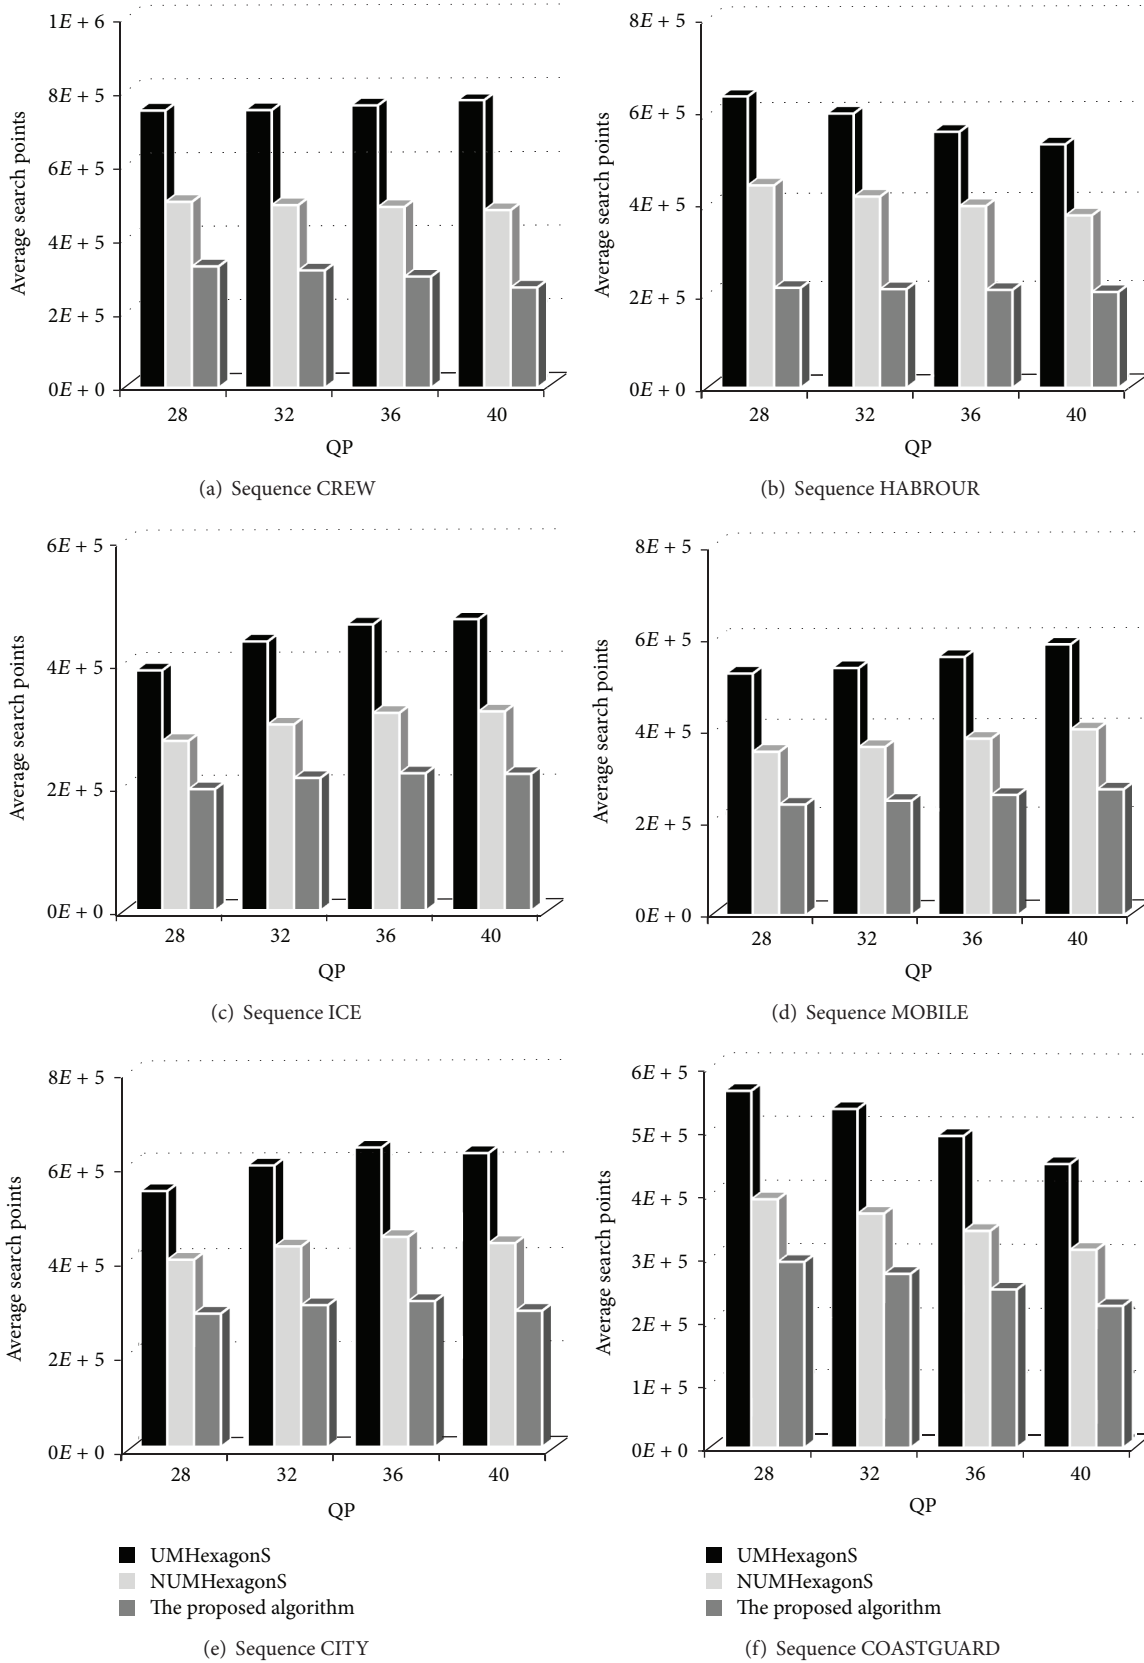 1E + 6
8E + 5
6E + 5
4E + 5
2E + 5
0E + 0
Average search points
28 32 36 40
QP
(a) Sequence CREW
8E + 5
6E + 5
4E + 5
2E + 5
0E + 0
Average search points
28 32 36 40
QP
(b) Sequence HABROUR
6E + 5
4E + 5
2E + 5
0E + 0
Average search points
28 32 36 40
QP
(c) Sequence ICE
8E + 5
6E + 5
4E + 5
2E + 5
0E + 0
Average search points
28 32 36 40
QP
(d) Sequence MOBILE
8E + 5
6E + 5
4E + 5
2E + 5
0E + 0
Average search points
28 32 36 40
QP
UMHexagonS
NUMHexagonS
The proposed algorithm
(e) Sequence CITY
6E + 5
5E + 5
4E + 5
3E + 5
2E + 5
1E + 5
0E + 0
Average search points
28 32 36 40
QP
UMHexagonS
NUMHexagonS
The proposed algorithm
(f) Sequence COASTGUARD